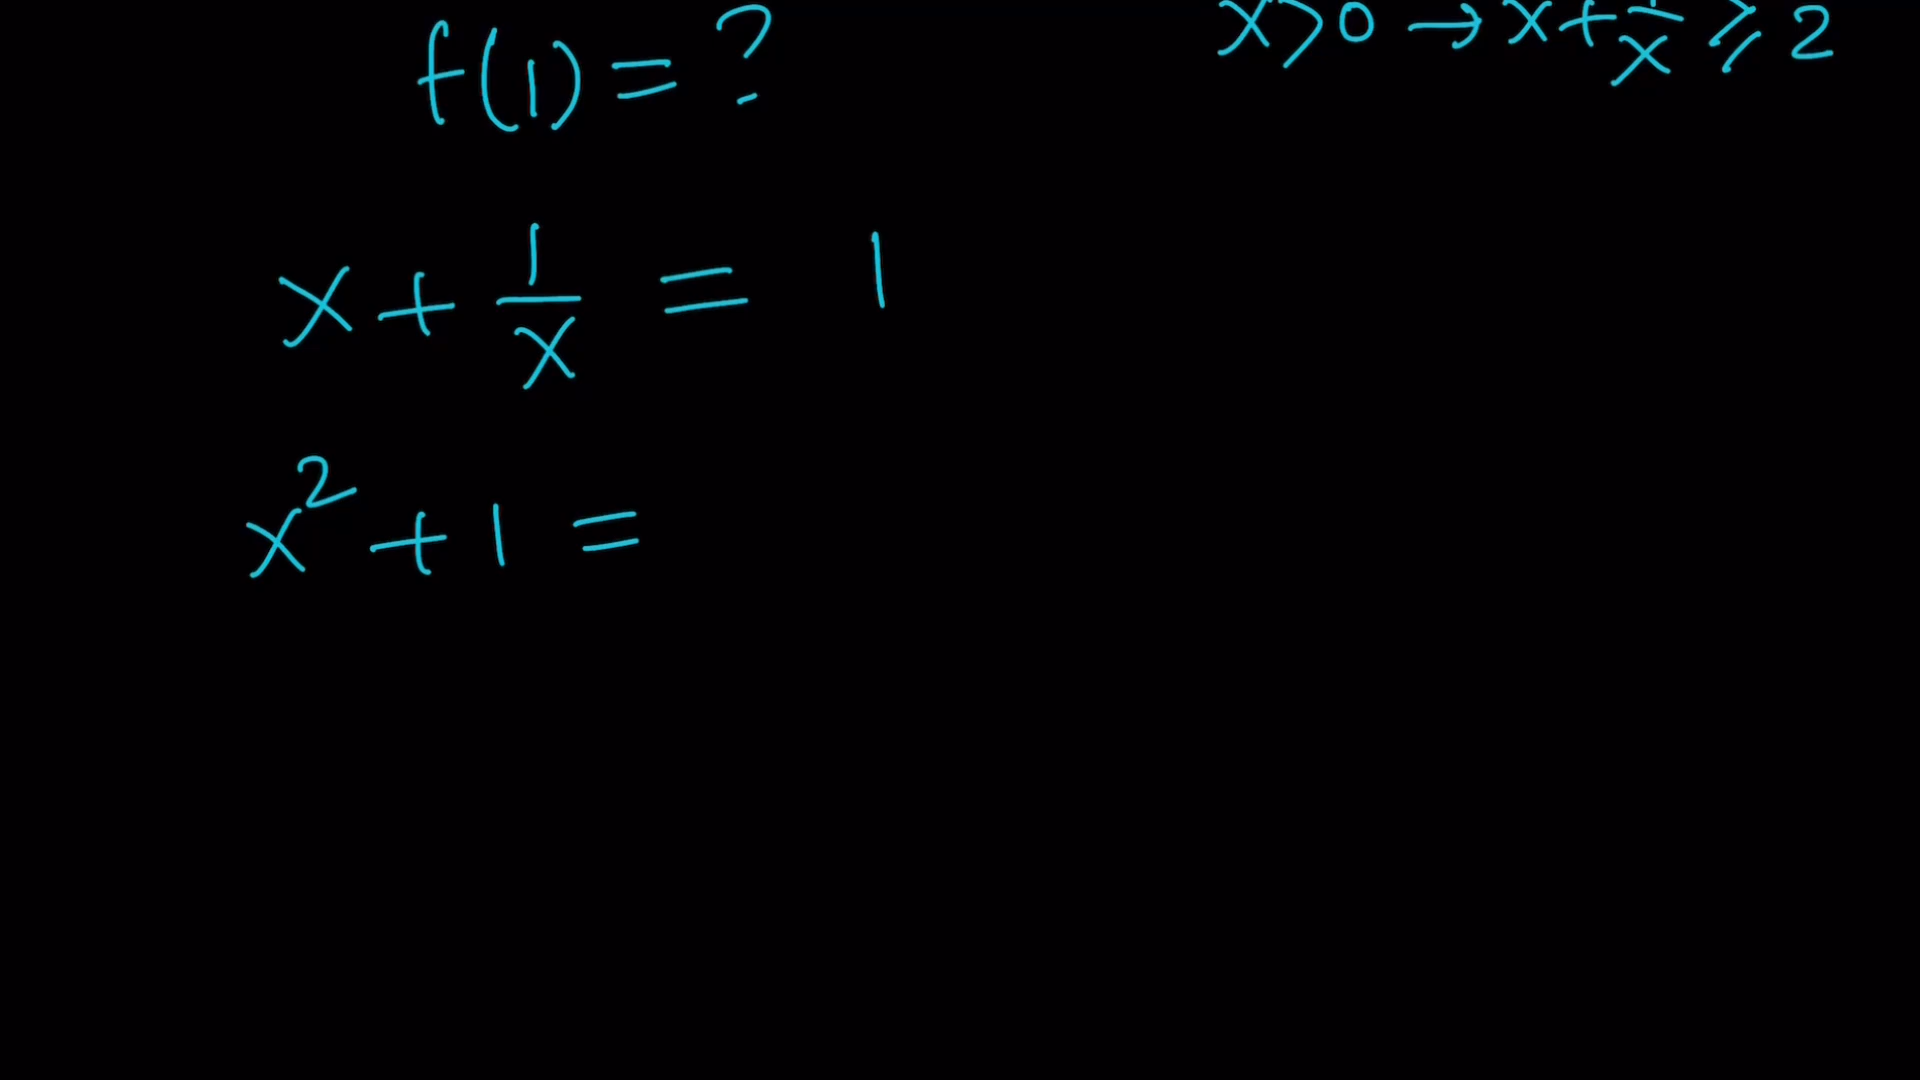 f(1) = ?
x>0 → x + 1/x ⩾ 2
x + 1/x = 1
x² + 1 =